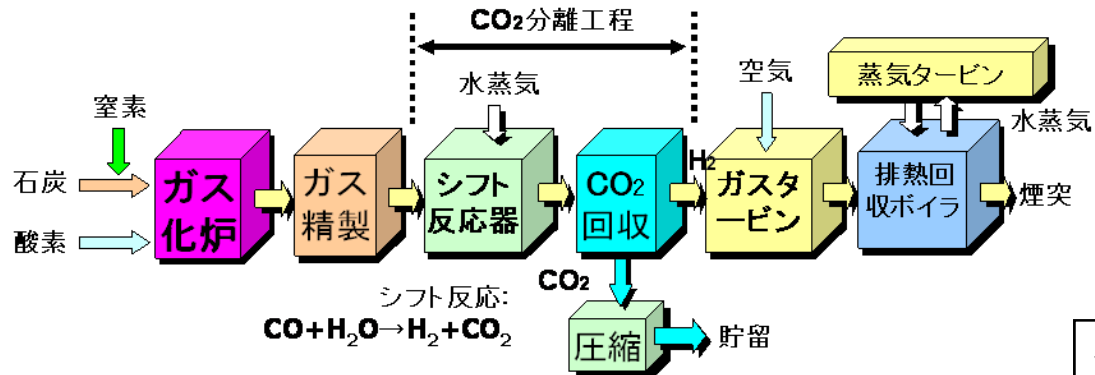 CO2分離工程
窒素
水蒸気
空気
蒸気タービン
水蒸気
石炭
酸素
ガス
化炉
ガス
精製
シフト
反応器
CO2
回収
H2
ガスタ
ービン
排熱回
収ボイラ
煙突
CO2
シフト反応:
CO+H2O→H2+CO2
圧縮
貯留